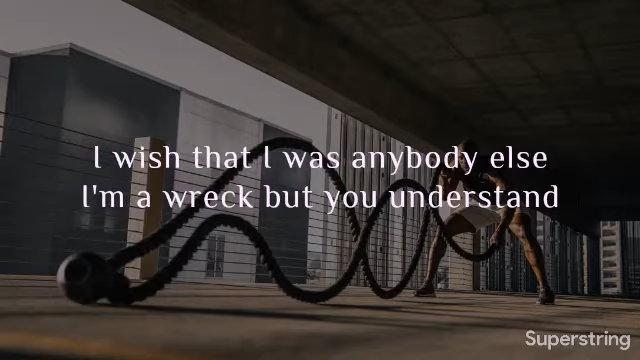 I wish that I was anybody else
I'm a wreck but you understand
Superstring